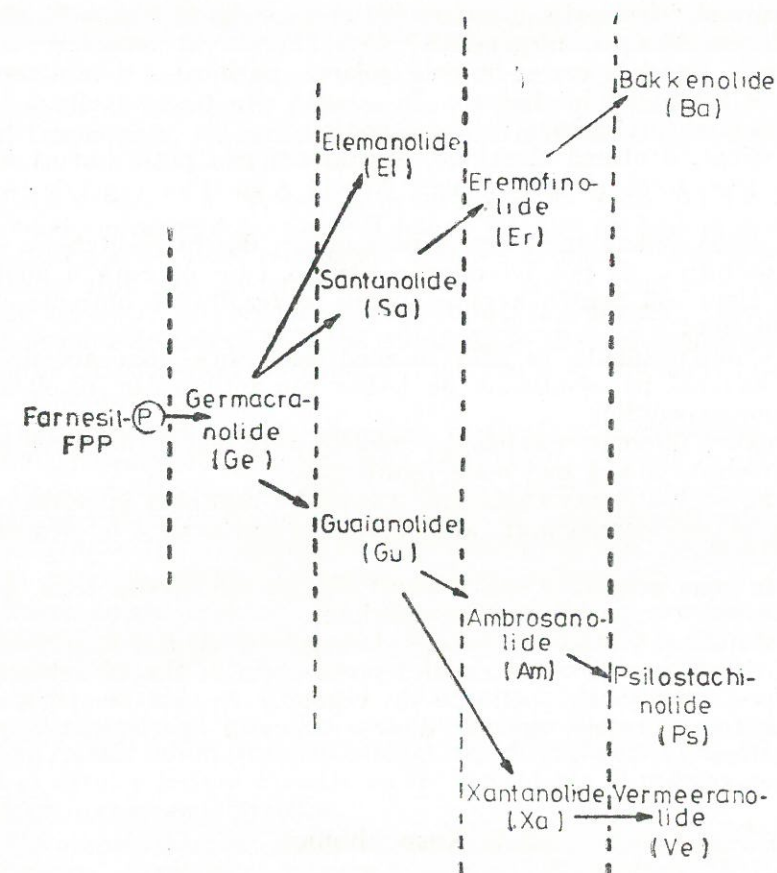 Bakkenolide
(Ba)
Elemanolide
(El)
Eremofino-
lide
(Er)
Santanolide
(Sa)
Farnesil-P
FPP
Germacra-
nolide
(Ge)
Guaianolide
(Gu)
Ambrosano-
lide
(Am)
Psilostachi-
nolide
(Ps)
Xantanolide
(Xa)
Vermeerano-
lide
(Ve)